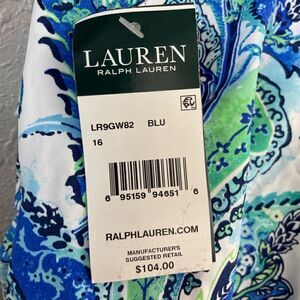 LAUREN
RALPH LAUREN
LR9GW82 BLU
16
6 95159 94651 6
RALPHLAUREN.COM
MANUFACTURER'S
SUGGESTED RETAIL
$104.00